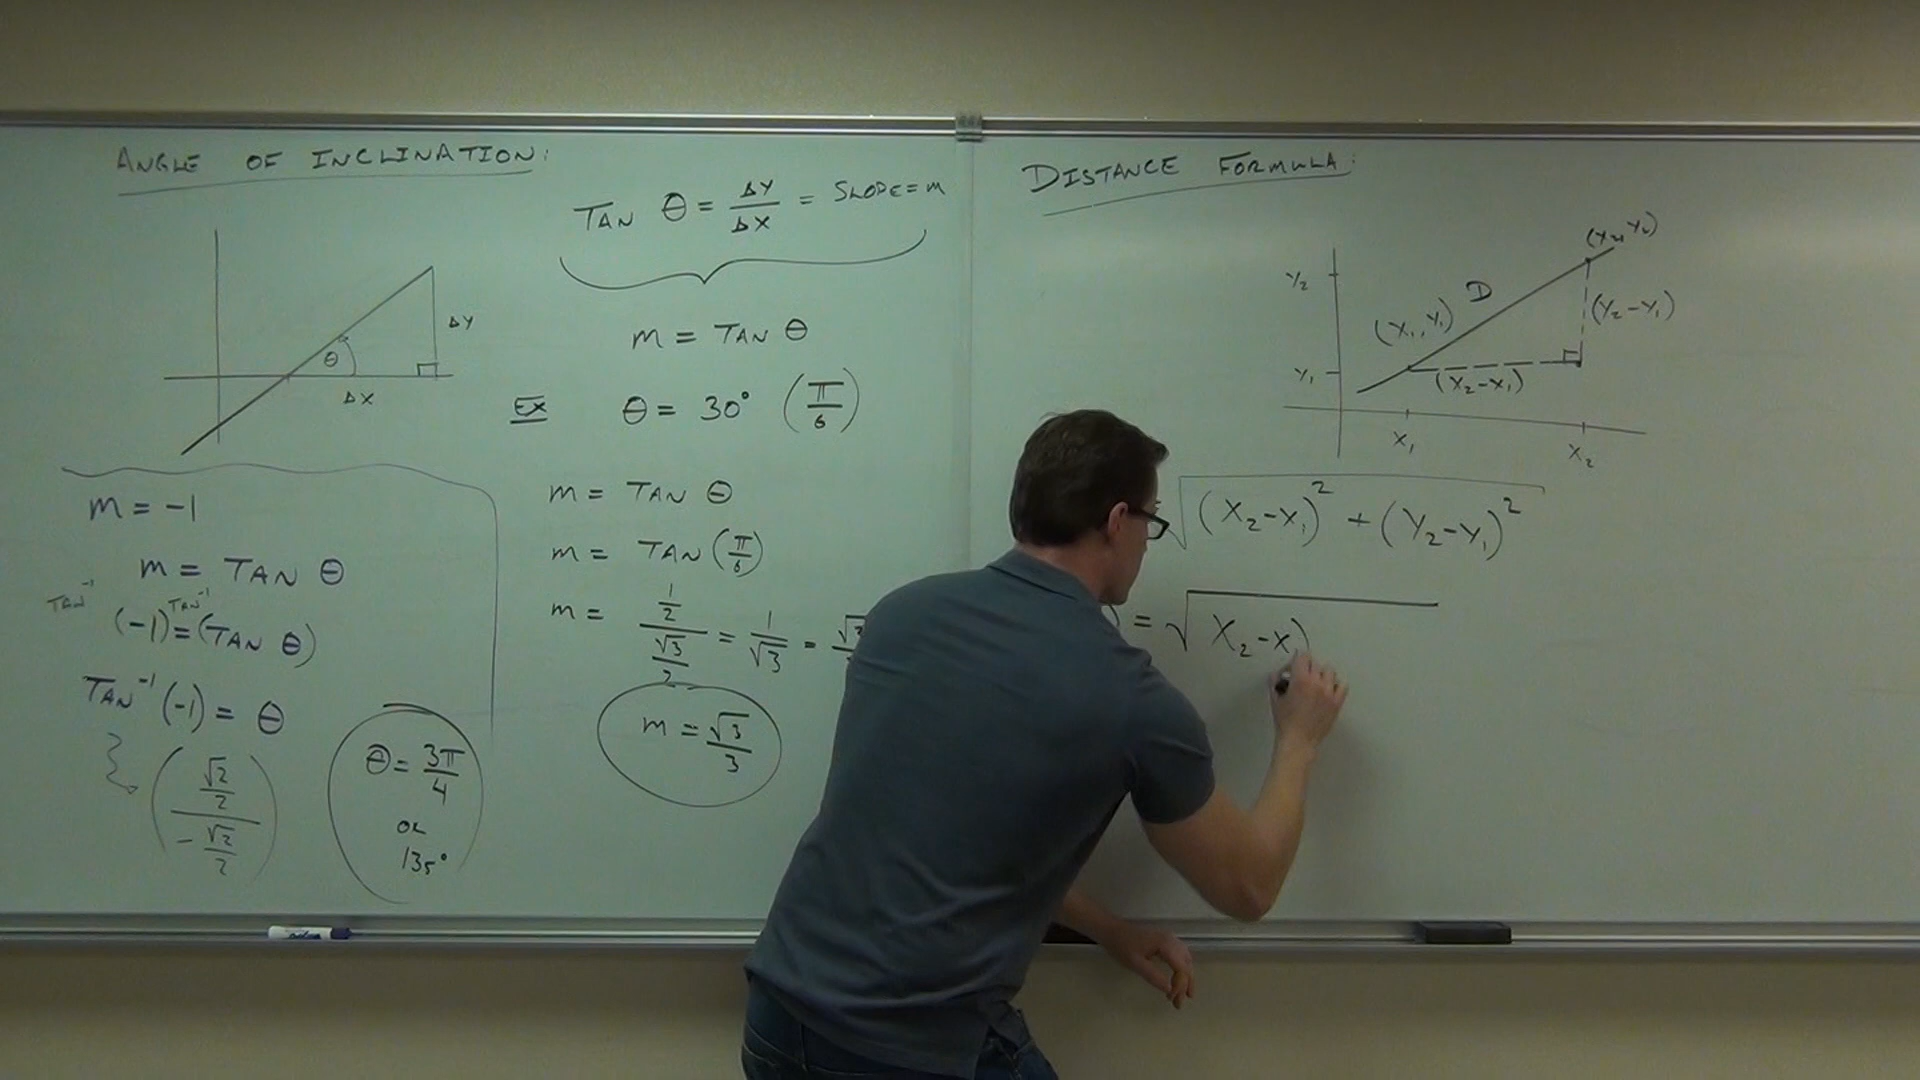 ANGLE OF INCLINATION:
TAN θ = ΔY/ΔX = SLOPE = m
ΔY
θ
ΔX
m = TAN θ
EX θ = 30° (π/6)
m = TAN θ
m = TAN (π/6)
m = (1/2)/(√3/2) = 1/√3 =
m = √3/3
m = -1
m = TAN θ
TAN⁻¹ TAN⁻¹
(-1) = (TAN θ)
TAN⁻¹ (-1) = θ
(√2/2)/(-√2/2)
θ = 3π/4
OR
135°
DISTANCE FORMULA:
(X₂, Y₂)
Y₂
D
(X₁, Y₁)
(Y₂-Y₁)
Y₁
(X₂-X₁)
X₁
X₂
√(X₂-X₁)² + (Y₂-Y₁)²
= √ X₂-X)